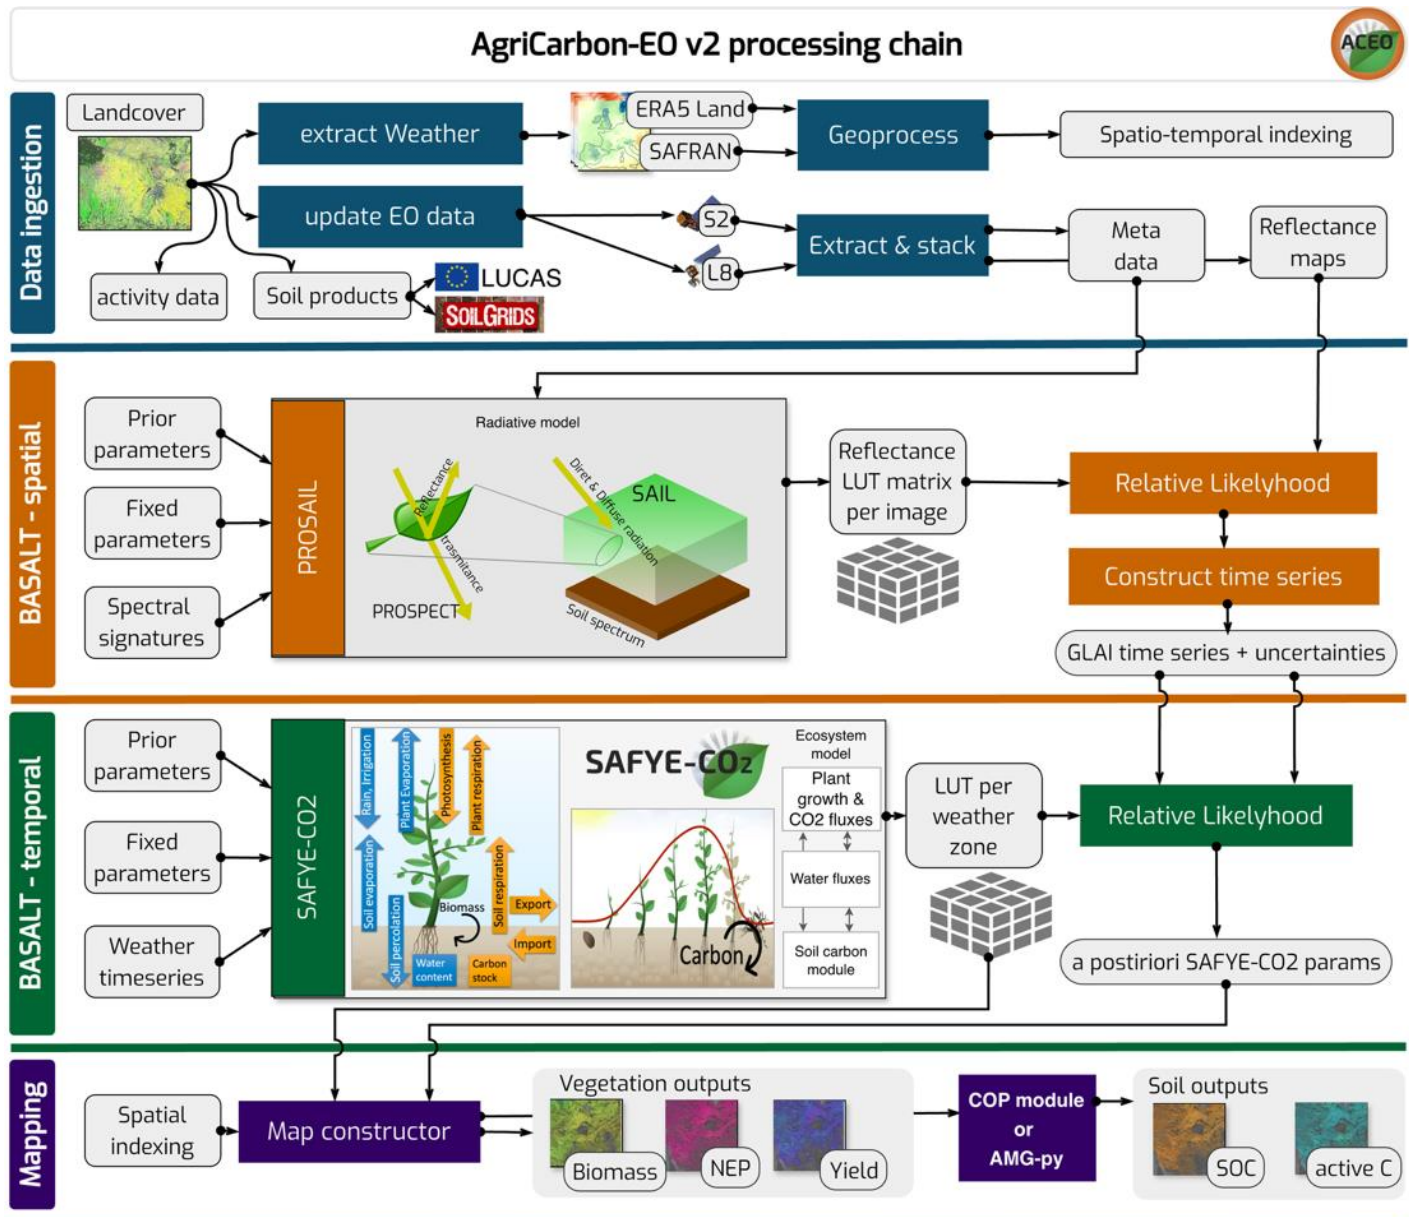 AgriCarbon-EO v2 processing chain
ACEO
Data ingestion
Landcover
extract Weather
ERA5 Land
SAFRAN
Geoprocess
Spatio-temporal indexing
update EO data
S2
L8
Extract & stack
Meta
data
Reflectance
maps
activity data
Soil products
LUCAS
SOILGRIDS
BASALT - spatial
Prior
parameters
Fixed
parameters
Spectral
signatures
PROSAIL
Radiative model
Reflectance
trasmitance
PROSPECT
Diret & Diffuse radiation
SAIL
Soil spectrum
Reflectance
LUT matrix
per image
Relative Likelyhood
Construct time series
GLAI time series + uncertainties
BASALT - temporal
Prior
parameters
Fixed
parameters
Weather
timeseries
SAFYE-CO2
Rain, Irrigation
Plant Evaporation
Photosynthesis
Plant respiration
Soil evaporation
Soil percolation
Soil respiration
Biomass
Export
Import
Water
content
Carbon
stock
SAFYE-CO2
Carbon
Ecosystem
model
Plant
growth &
CO2 fluxes
Water fluxes
Soil carbon
module
LUT per
weather
zone
Relative Likelyhood
a postiriori SAFYE-CO2 params
Mapping
Spatial
indexing
Map constructor
Vegetation outputs
Biomass
NEP
Yield
COP module
or
AMG-py
Soil outputs
SOC
active C